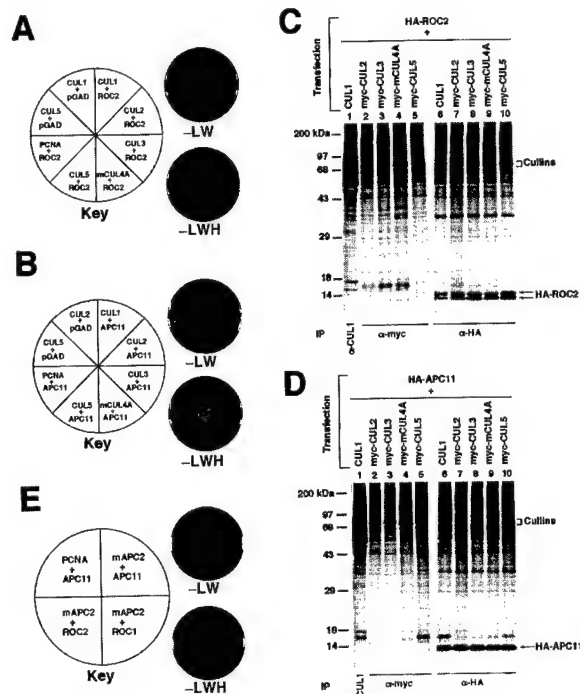 A
CUL1 + pGAD
CUL1 + ROC2
CUL5 + pGAD
CUL2 + ROC2
PCNA + ROC2
CUL3 + ROC2
CUL5 + ROC2
mCUL4A + ROC2
Key
–LW
–LWH
B
CUL2 + pGAD
CUL1 + APC11
CUL5 + pGAD
CUL2 + APC11
PCNA + APC11
CUL3 + APC11
CUL5 + APC11
mCUL4A + APC11
Key
–LW
–LWH
E
PCNA + APC11
mAPC2 + APC11
mAPC2 + ROC2
mAPC2 + ROC1
Key
–LW
–LWH
C
HA-ROC2
+
Transfection
CUL1 myc-CUL2 myc-CUL3 myc-mCUL4A myc-CUL5 CUL1 myc-CUL2 myc-CUL3 myc-mCUL4A myc-CUL5
1 2 3 4 5 6 7 8 9 10
200 kDa
97
68
Cullins
43
29
18
14
HA-ROC2
IP
α-CUL1
α-myc
α-HA
D
HA-APC11
+
Transfection
CUL1 myc-CUL2 myc-CUL3 myc-mCUL4A myc-CUL5 CUL1 myc-CUL2 myc-CUL3 myc-mCUL4A myc-CUL5
1 2 3 4 5 6 7 8 9 10
200 kDa
97
68
Cullins
43
29
18
14
HA-APC11
IP
CUL1
α-myc
α-HA